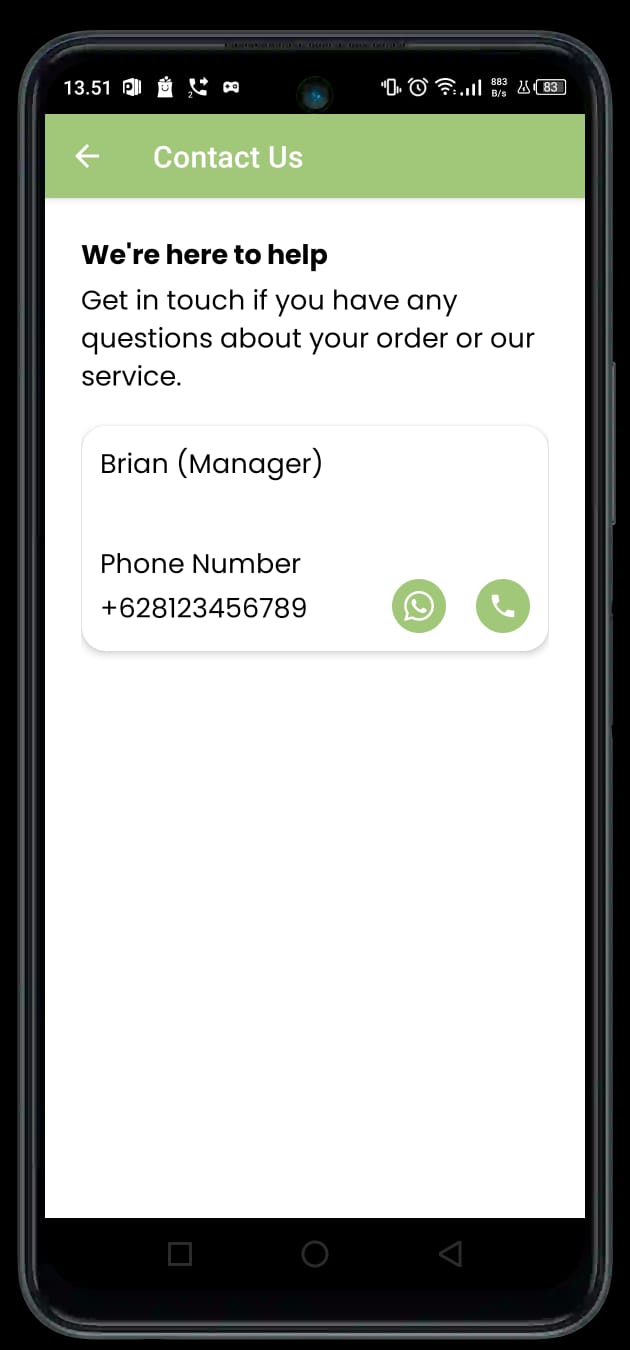 13.51
2
883
B/s
83
Contact Us
We're here to help
Get in touch if you have any
questions about your order or our
service.
Brian (Manager)
Phone Number
+628123456789